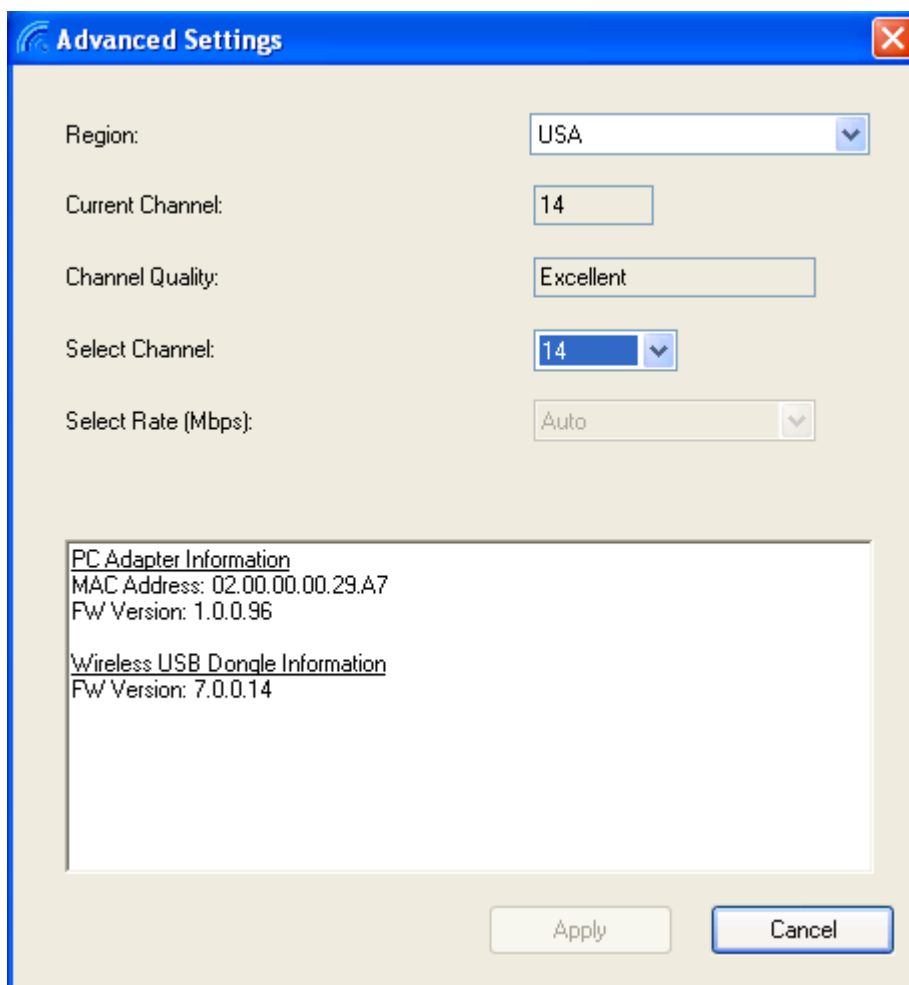 Advanced Settings
Region: USA
Current Channel: 14
Channel Quality: Excellent
Select Channel: 14
Select Rate (Mbps): Auto
PC Adapter Information
MAC Address: 02.00.00.00.29.A7
FW Version: 1.0.0.96
Wireless USB Dongle Information
FW Version: 7.0.0.14
Apply Cancel